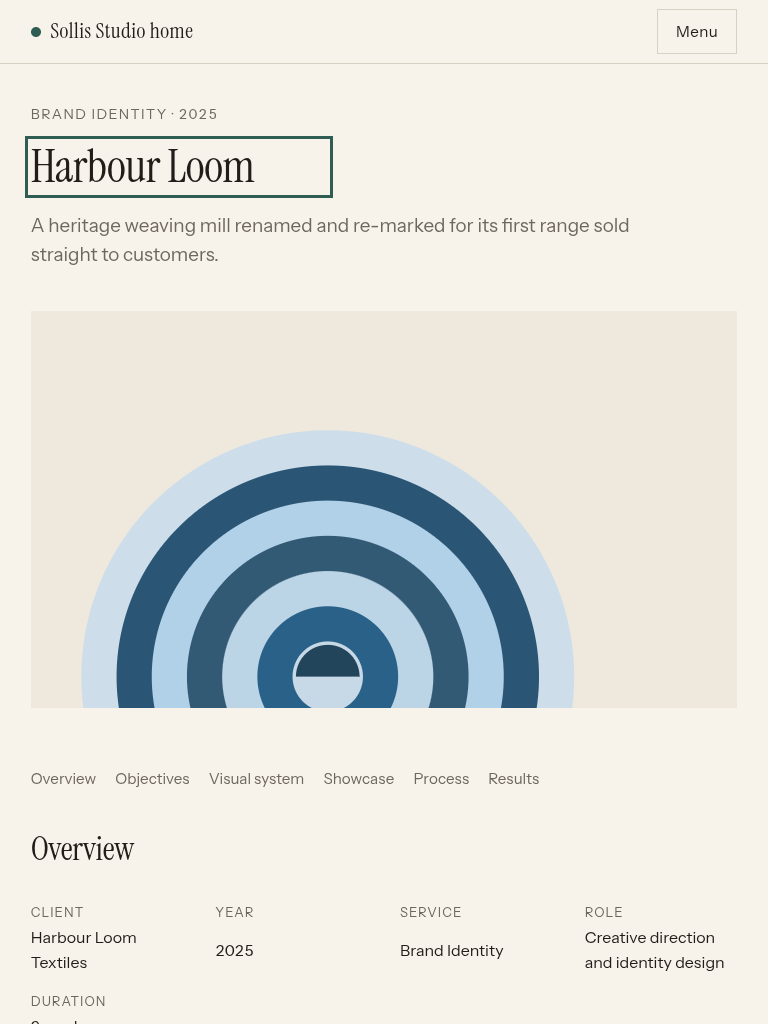 Sollis Studio home
Menu
BRAND IDENTITY · 2025
Harbour Loom
A heritage weaving mill renamed and re-marked for its first range sold
straight to customers.
Overview Objectives Visual system Showcase Process Results
Overview
CLIENT YEAR SERVICE ROLE
Harbour Loom Textiles 2025 Brand Identity Creative direction and identity design
DURATION